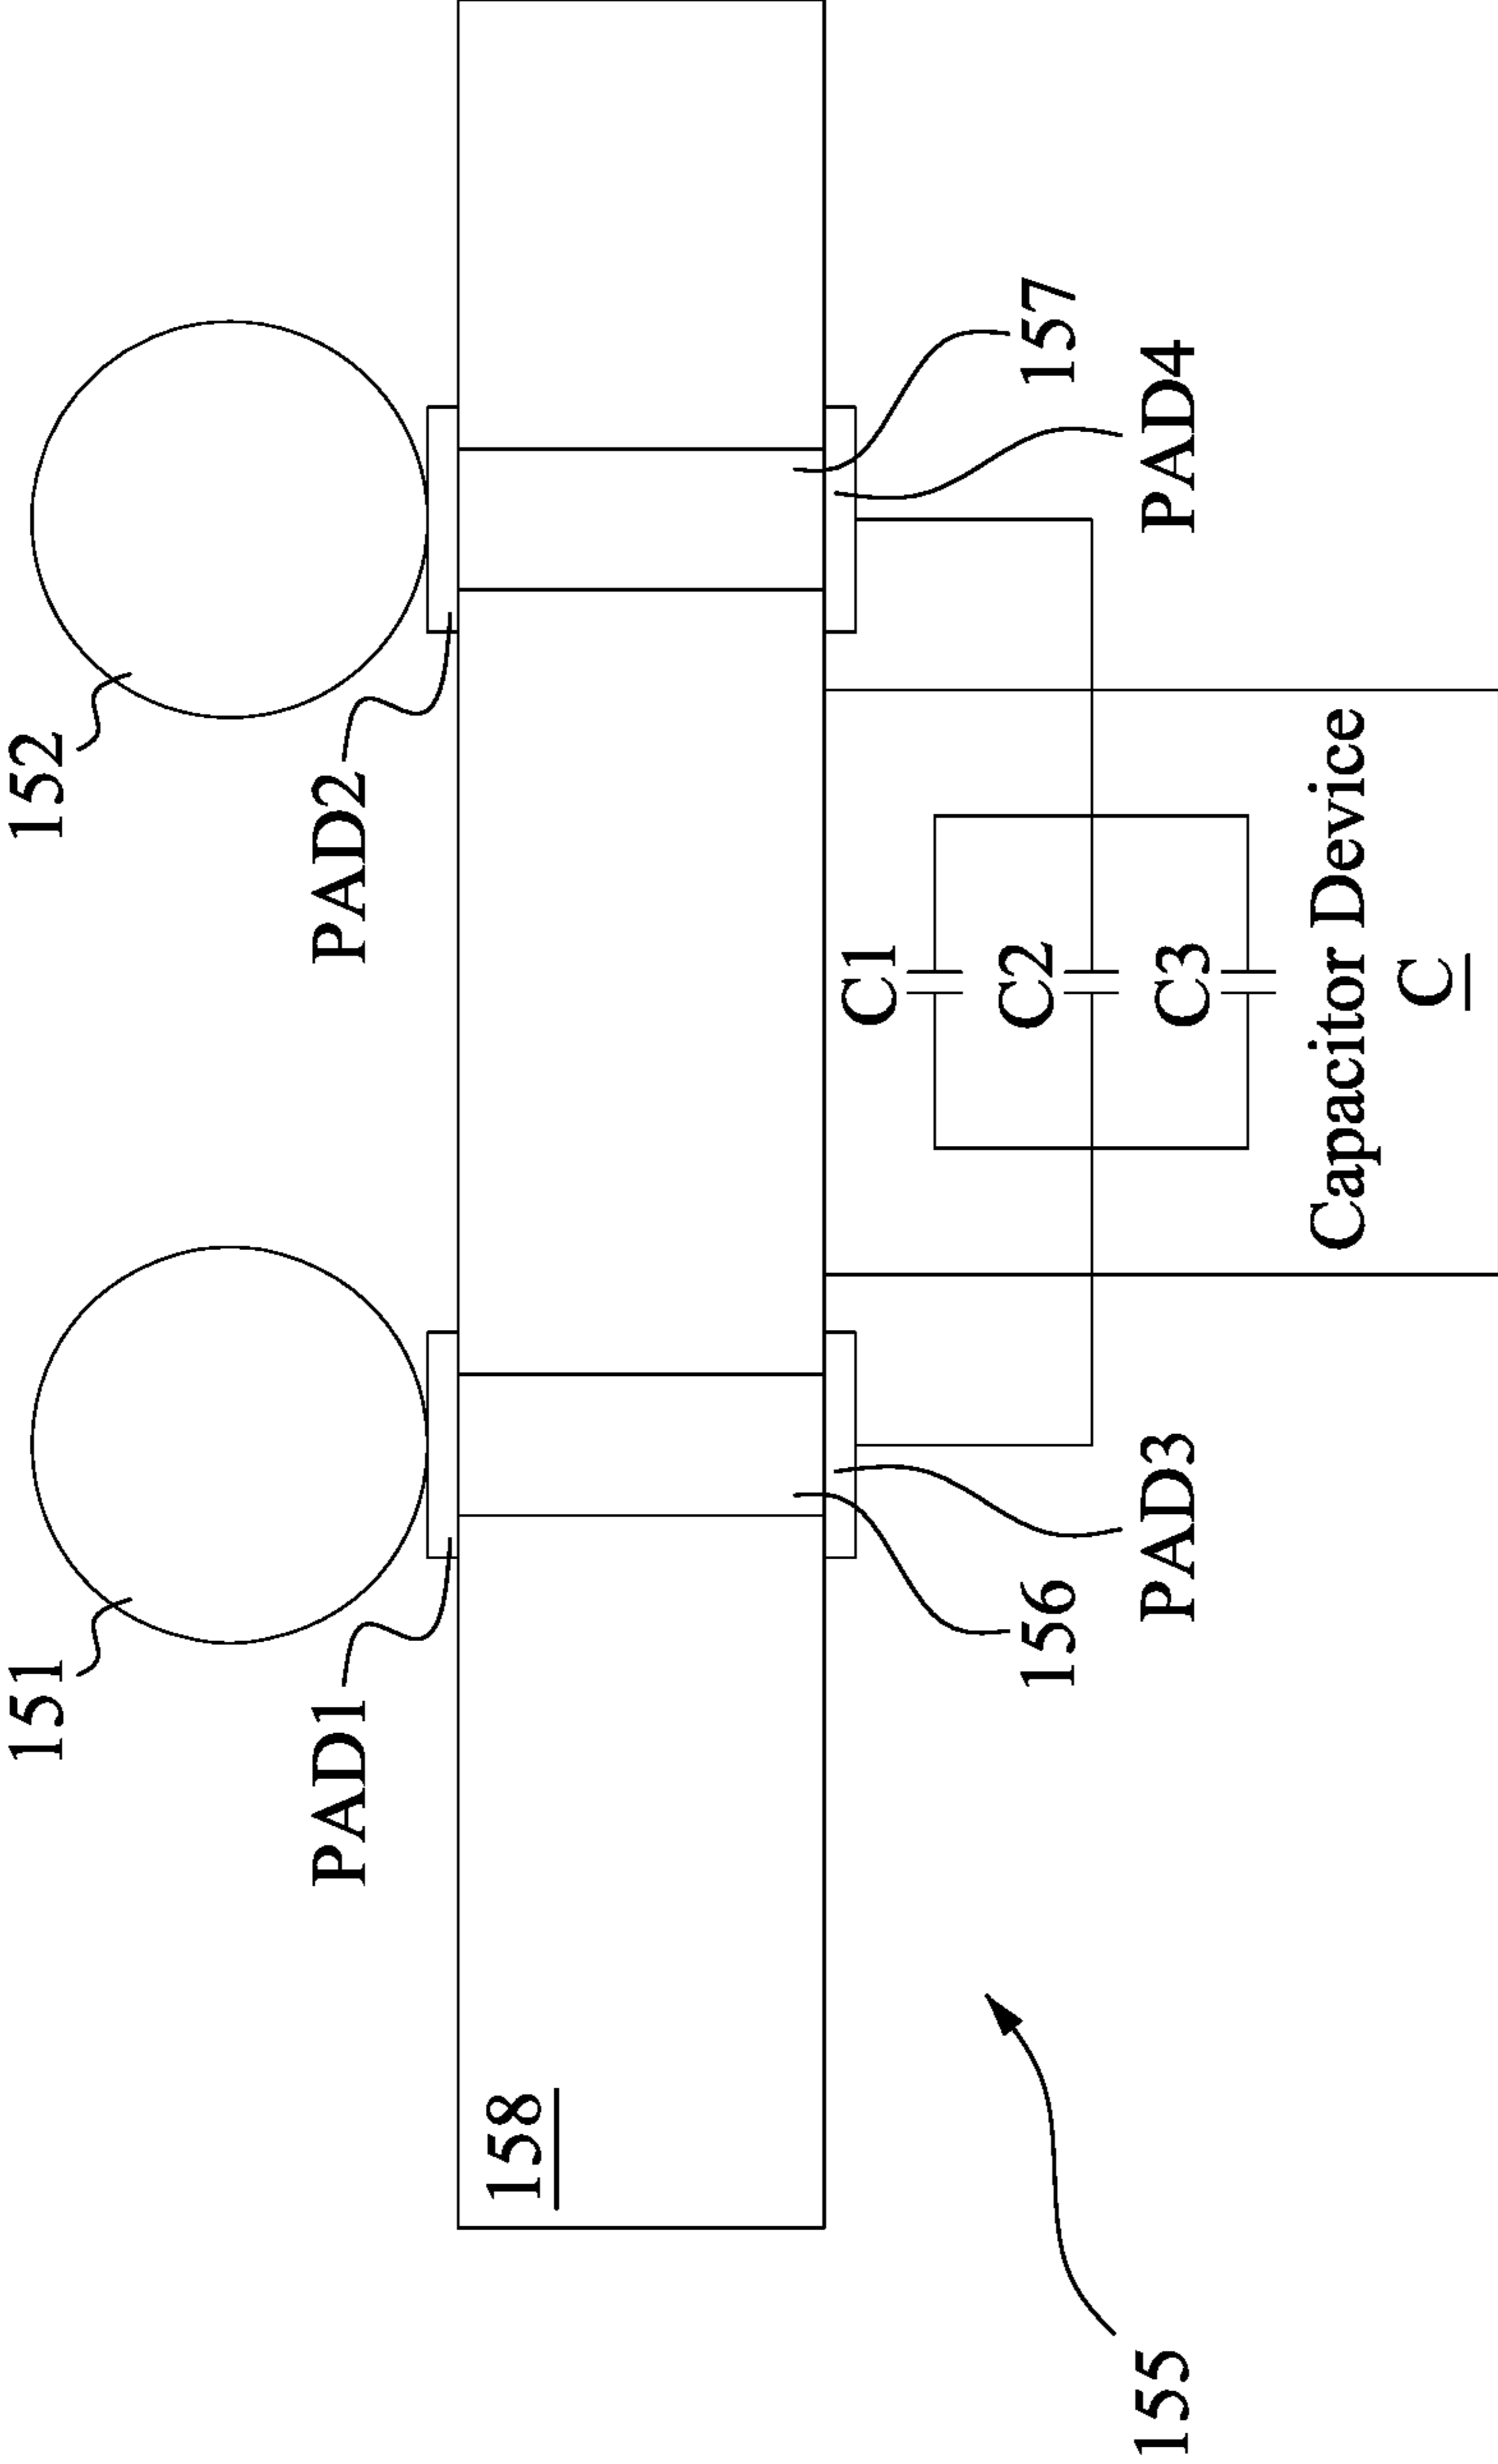 151
152
PAD1
PAD2
158
C1
156
C2
157
155
PAD3
C3
PAD4
Capacitor Device
C